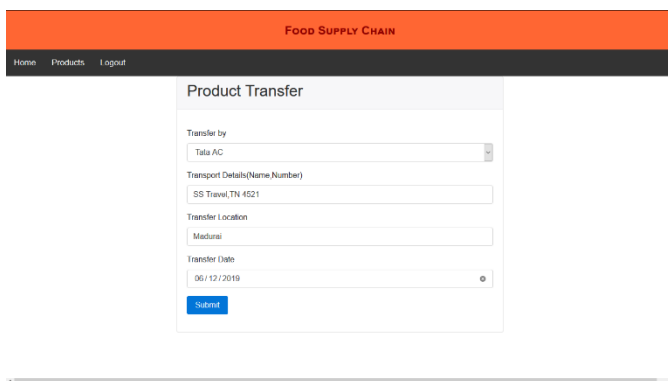 FOOD SUPPLY CHAIN
Home Products Logout
Product Transfer
Transfer by
Tata AC
Transport Details(Name,Number)
SS Travel,TN 4521
Transfer Location
Madurai
Transfer Date
06/12/2019
Submit